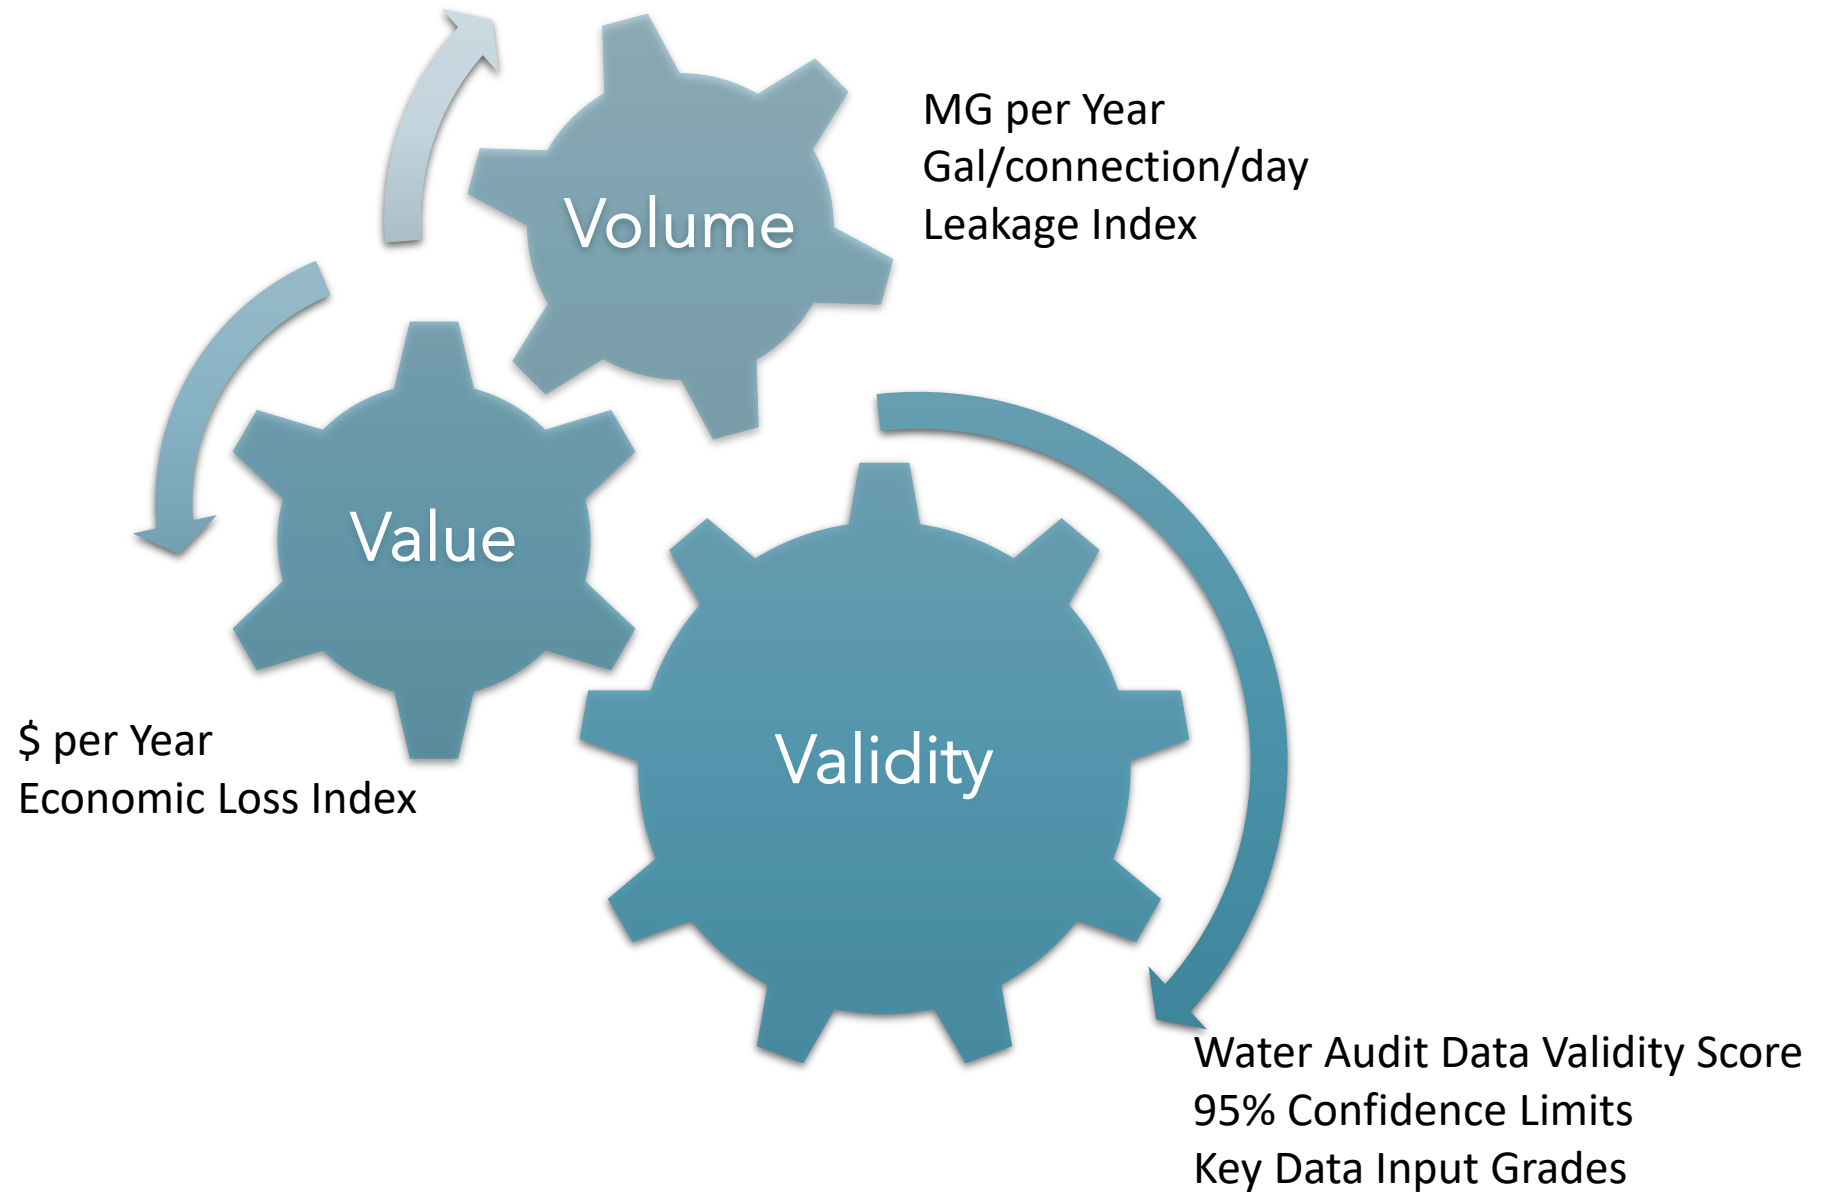 Volume
MG per Year
Gal/connection/day
Leakage Index
Value
$ per Year
Economic Loss Index
Validity
Water Audit Data Validity Score
95% Confidence Limits
Key Data Input Grades